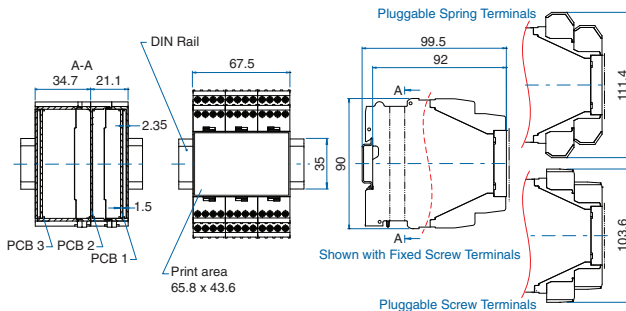 Pluggable Spring Terminals
DIN Rail
A-A
34.7
21.1
67.5
99.5
92
A
2.35
1.5
35
90
111.4
PCB 3
PCB 2
PCB 1
A
Print area
65.8 x 43.6
Shown with Fixed Screw Terminals
103.6
Pluggable Screw Terminals